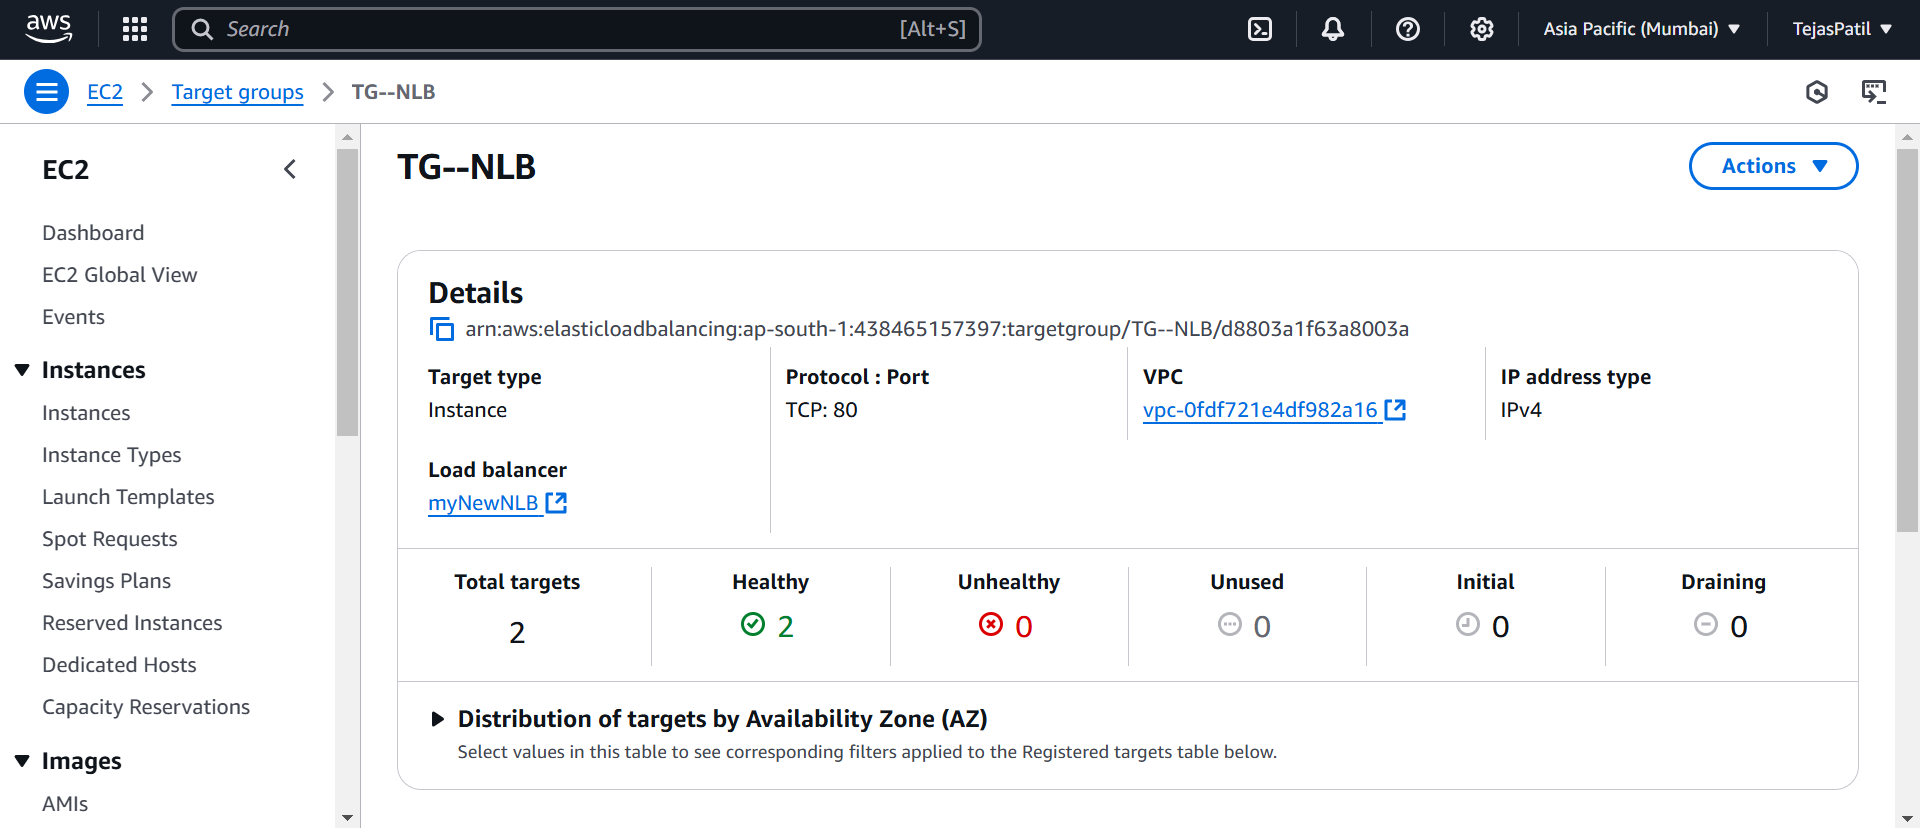 aws
Search [Alt+S]
Asia Pacific (Mumbai)
TejasPatil
EC2
Target groups
TG--NLB
EC2
Dashboard
EC2 Global View
Events
Instances
Instances
Instance Types
Launch Templates
Spot Requests
Savings Plans
Reserved Instances
Dedicated Hosts
Capacity Reservations
Images
AMIs
TG--NLB
Actions
Details
arn:aws:elasticloadbalancing:ap-south-1:438465157397:targetgroup/TG--NLB/d8803a1f63a8003a
Target type
Instance
Protocol : Port
TCP: 80
VPC
vpc-0fdf721e4df982a16
IP address type
IPv4
Load balancer
myNewNLB
Total targets
2
Healthy
2
Unhealthy
0
Unused
0
Initial
0
Draining
0
Distribution of targets by Availability Zone (AZ)
Select values in this table to see corresponding filters applied to the Registered targets table below.